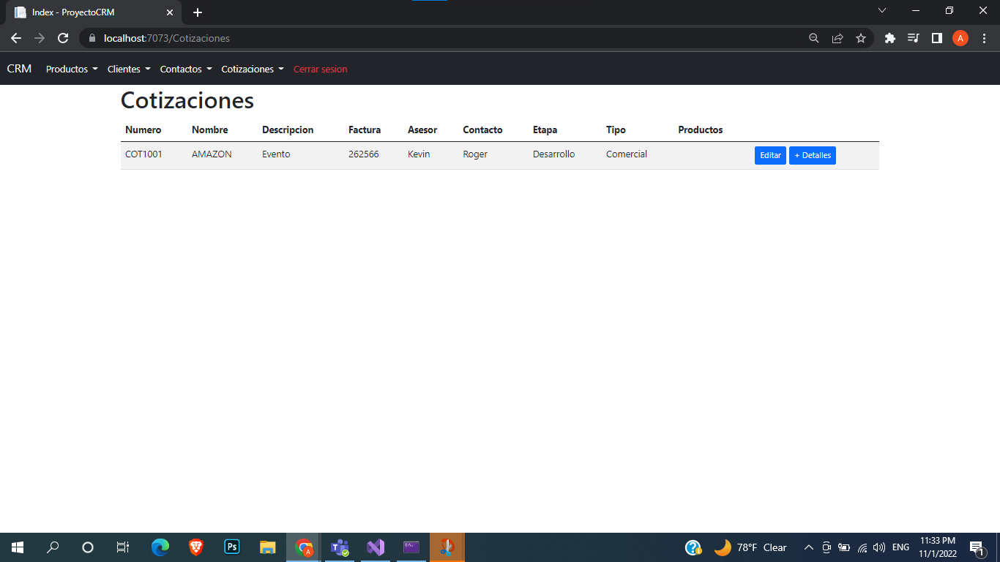 Index - ProyectoCRM
localhost:7073/Cotizaciones
A
CRM Productos Clientes Contactos Cotizaciones Cerrar sesion
Cotizaciones
Numero Nombre Descripcion Factura Asesor Contacto Etapa Tipo Productos
COT1001 AMAZON Evento 262566 Kevin Roger Desarrollo Comercial Editar + Detalles
Ps A 78°F Clear ENG 11:33 PM
11/1/2022 1